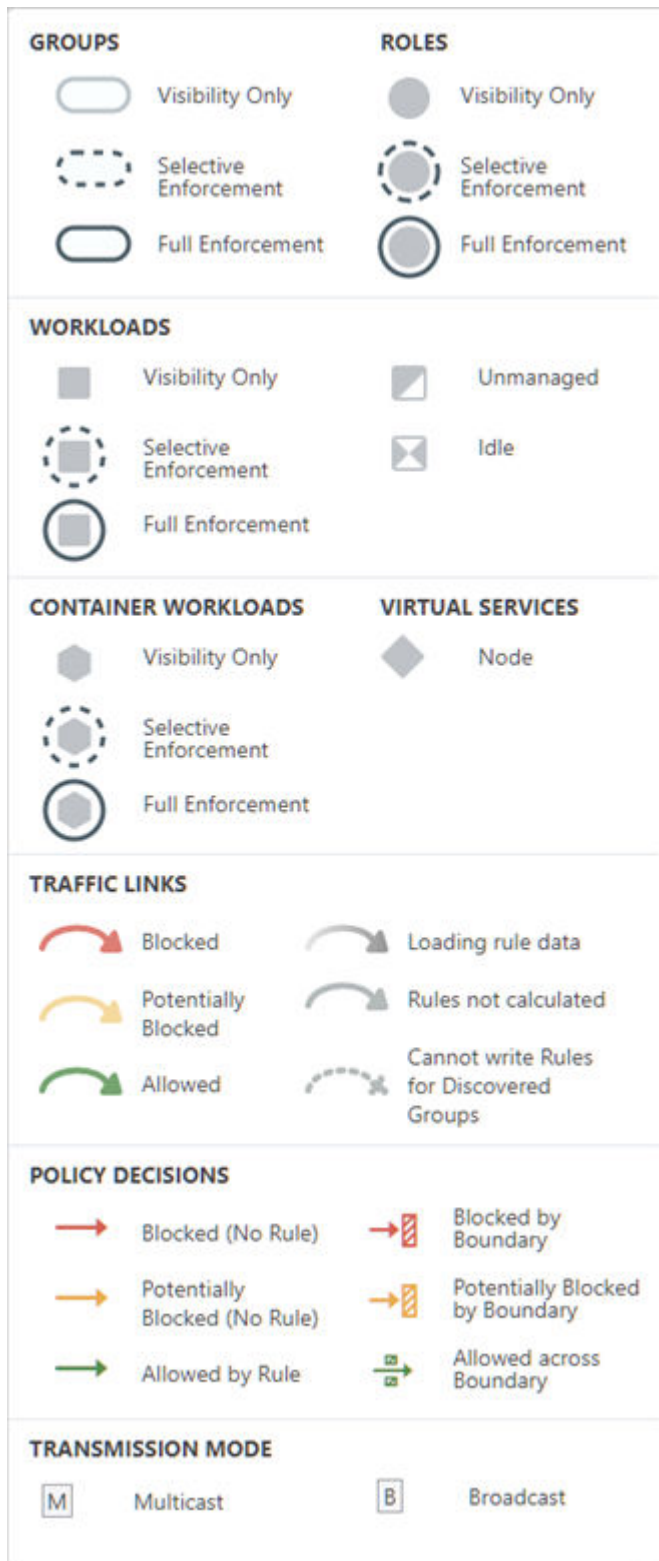 GROUPS
ROLES
Visibility Only
Visibility Only
Selective
Enforcement
Selective
Enforcement
Full Enforcement
Full Enforcement
WORKLOADS
Visibility Only
Unmanaged
Selective
Enforcement
Idle
Full Enforcement
CONTAINER WORKLOADS
VIRTUAL SERVICES
Visibility Only
Node
Selective
Enforcement
Full Enforcement
TRAFFIC LINKS
Blocked
Loading rule data
Potentially
Blocked
Rules not calculated
Allowed
Cannot write Rules
for Discovered
Groups
POLICY DECISIONS
Blocked (No Rule)
Blocked by
Boundary
Potentially
Blocked (No Rule)
Potentially Blocked
by Boundary
Allowed by Rule
Allowed across
Boundary
TRANSMISSION MODE
M
Multicast
B
Broadcast